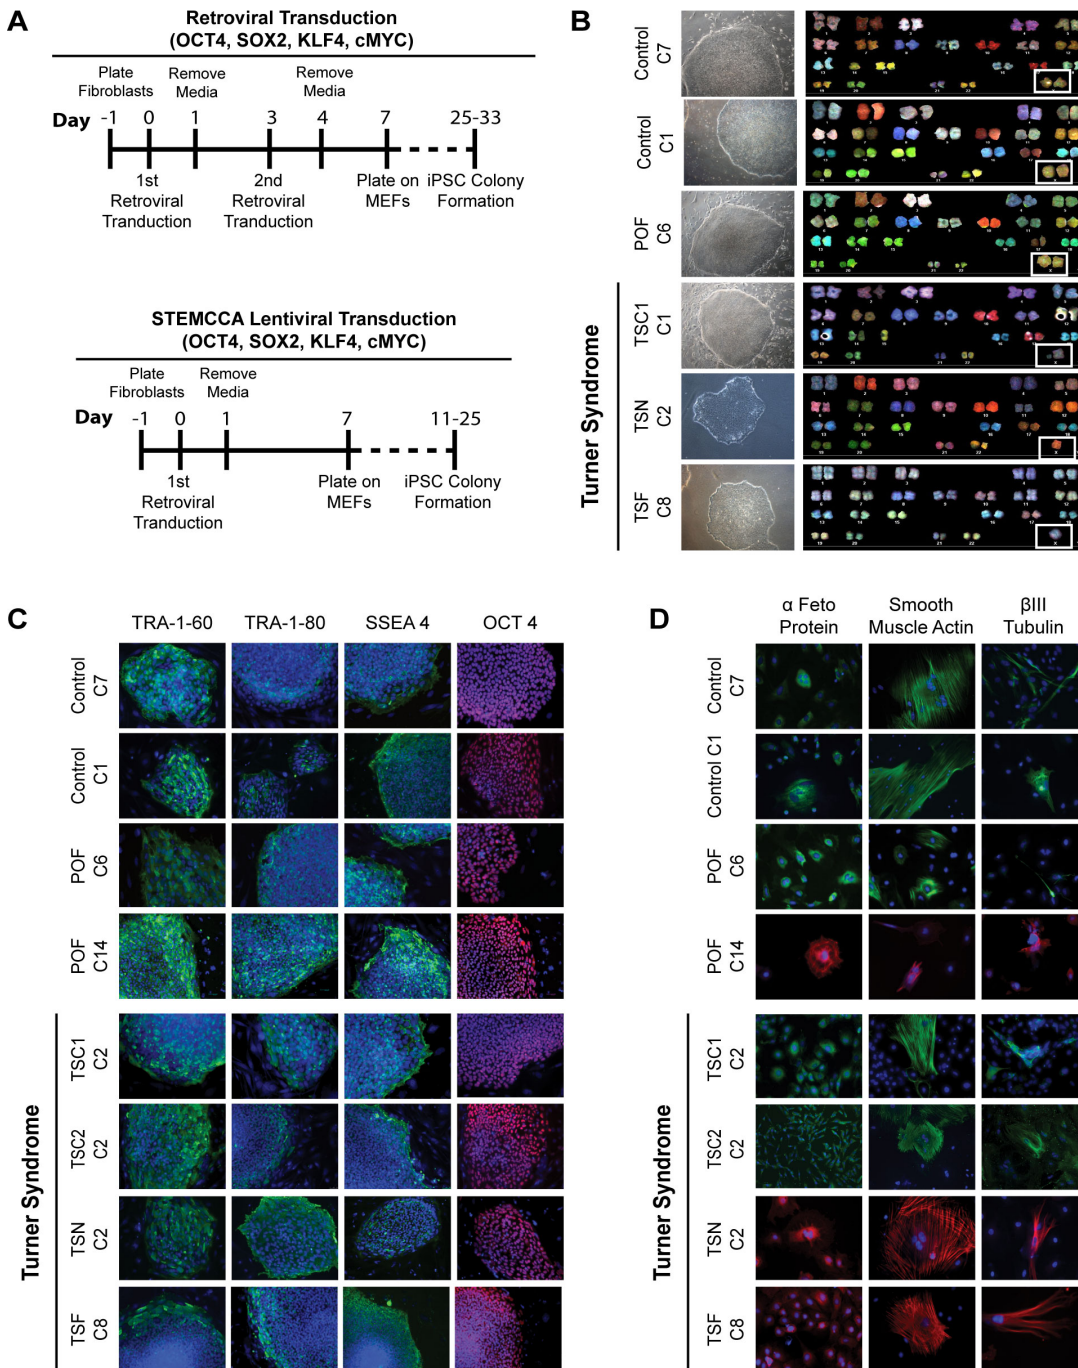 A
Retroviral Transduction
(OCT4, SOX2, KLF4, cMYC)
Plate Fibroblasts
Remove Media
Remove Media
Day -1 0 1 3 4 7 25-33
1st Retroviral Tranduction
2nd Retroviral Tranduction
Plate on MEFs
iPSC Colony Formation
STEMCCA Lentiviral Transduction
(OCT4, SOX2, KLF4, cMYC)
Plate Fibroblasts
Remove Media
Day -1 0 1 7 11-25
1st Retroviral Tranduction
Plate on MEFs
iPSC Colony Formation
B
Control C7
Control C1
POF C6
Turner Syndrome
TSC1 C1
TSN C2
TSF C8
C
TRA-1-60 TRA-1-80 SSEA 4 OCT 4
Control C7
Control C1
POF C6
POF C14
Turner Syndrome
TSC1 C2
TSC2 C2
TSN C2
TSF C8
D
α Feto Protein
Smooth Muscle Actin
βIII Tubulin
Control C7
Control C1
POF C6
POF C14
Turner Syndrome
TSC1 C2
TSC2 C2
TSN C2
TSF C8